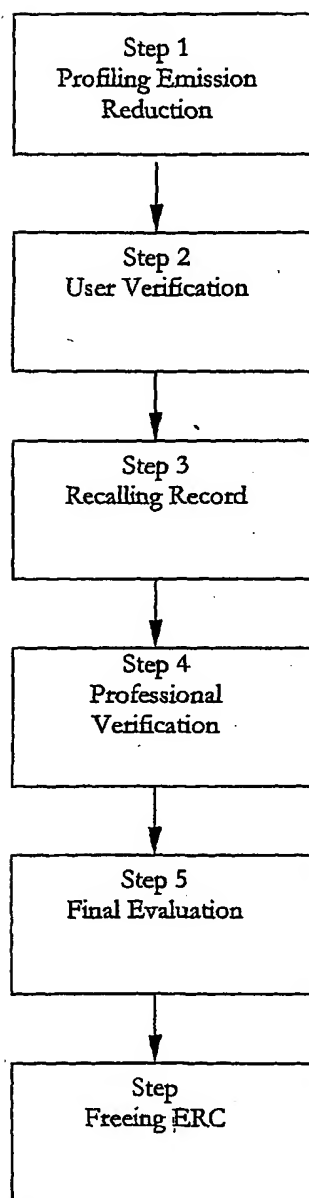 Step 1
Profiling Emission
Reduction
Step 2
User Verification
Step 3
Recalling Record
Step 4
Professional
Verification
Step 5
Final Evaluation
Step
Freeing ERC